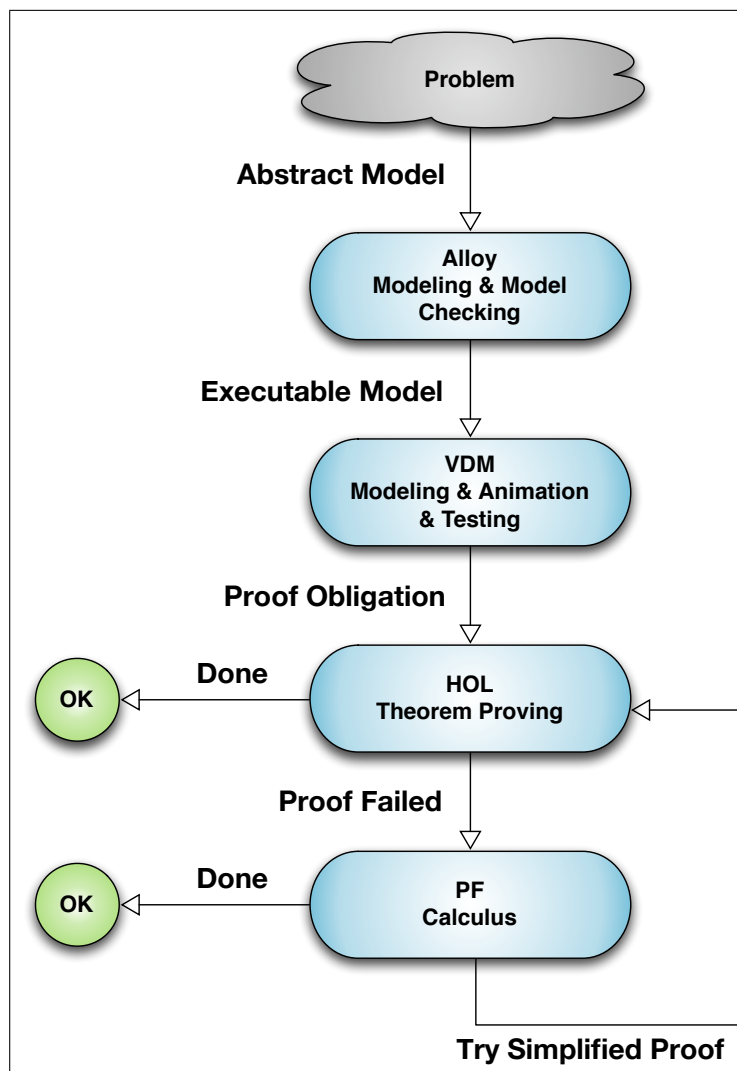 Problem
Abstract Model
Alloy
Modeling & Model
Checking
Executable Model
VDM
Modeling & Animation
& Testing
Proof Obligation
Done
OK
HOL
Theorem Proving
Proof Failed
Done
OK
PF
Calculus
Try Simplified Proof